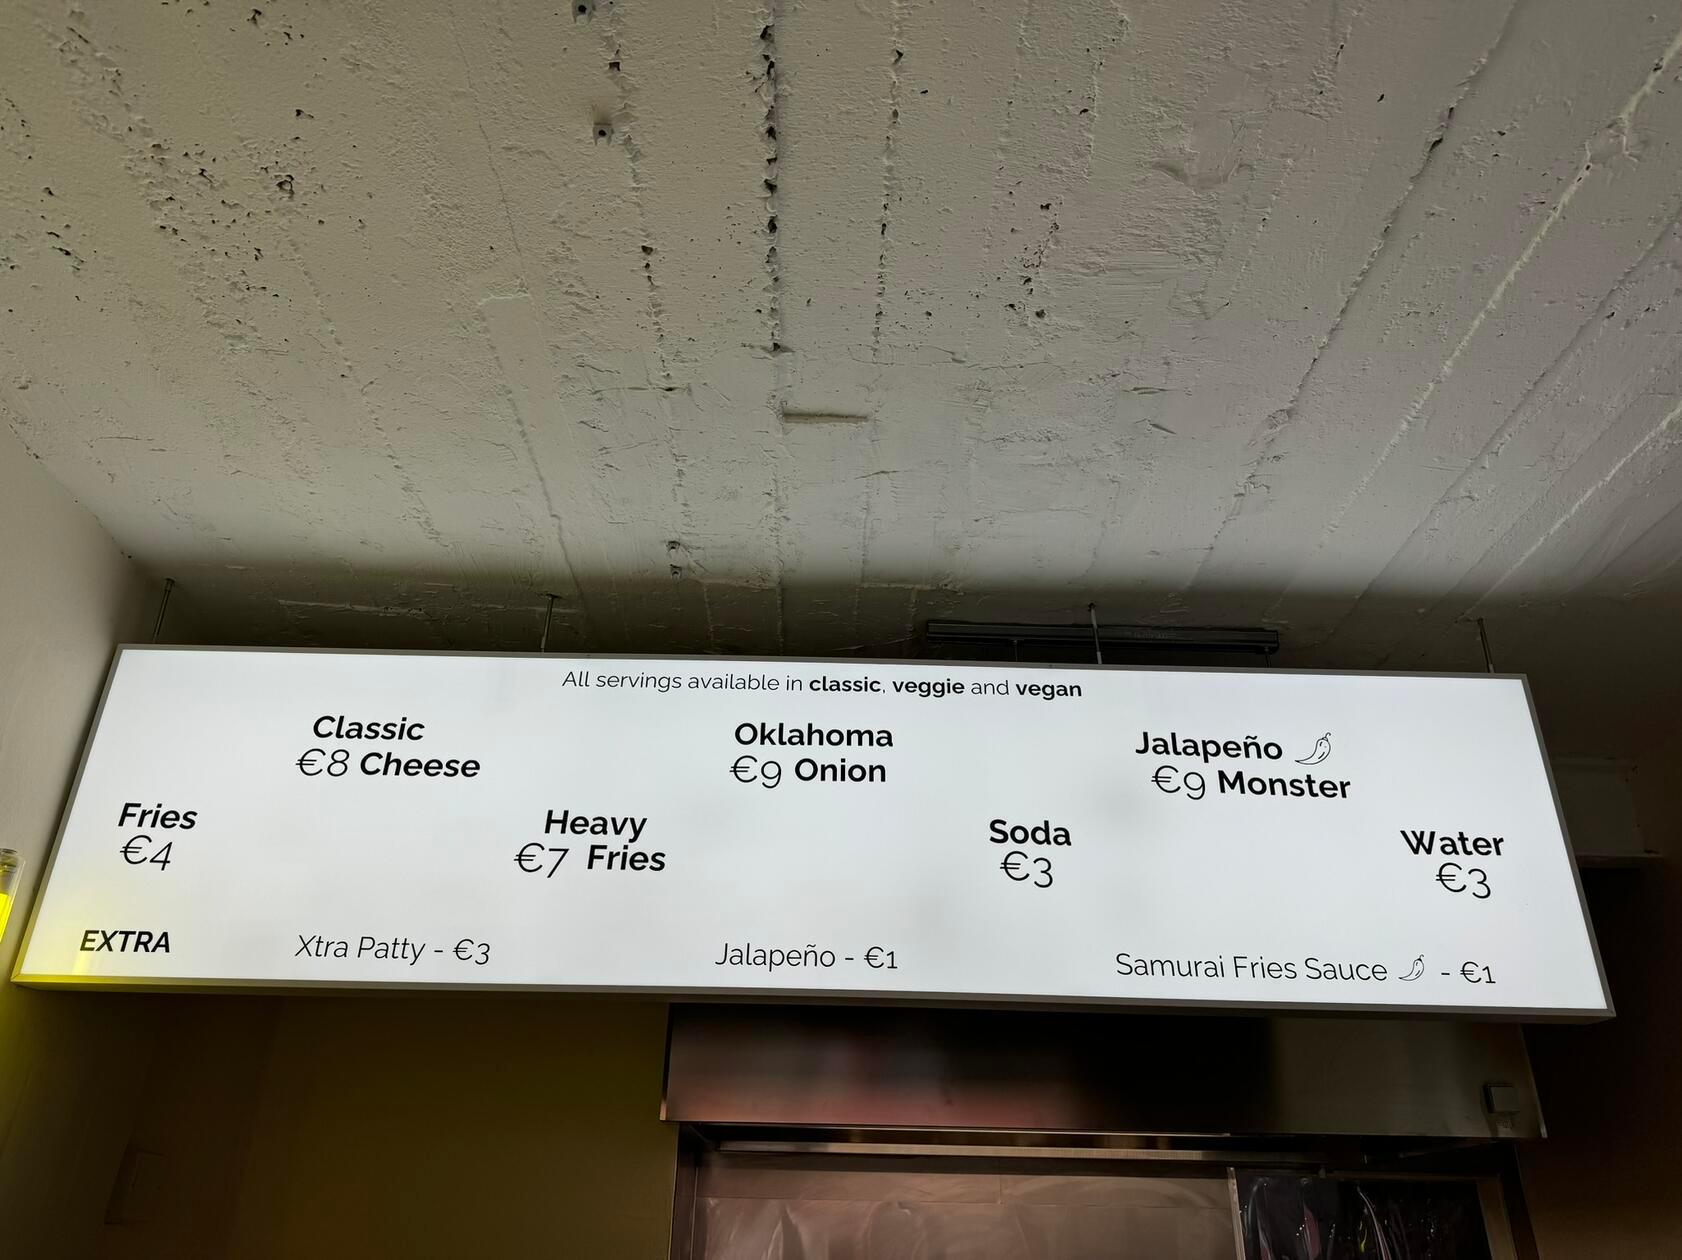 All servings available in classic, veggie and vegan
Classic
€8 Cheese
Oklahoma
€9 Onion
Jalapeño
€9 Monster
Fries
€4
Heavy
€7 Fries
Soda
€3
Water
€3
EXTRA
Xtra Patty - €3
Jalapeño - €1
Samurai Fries Sauce - €1